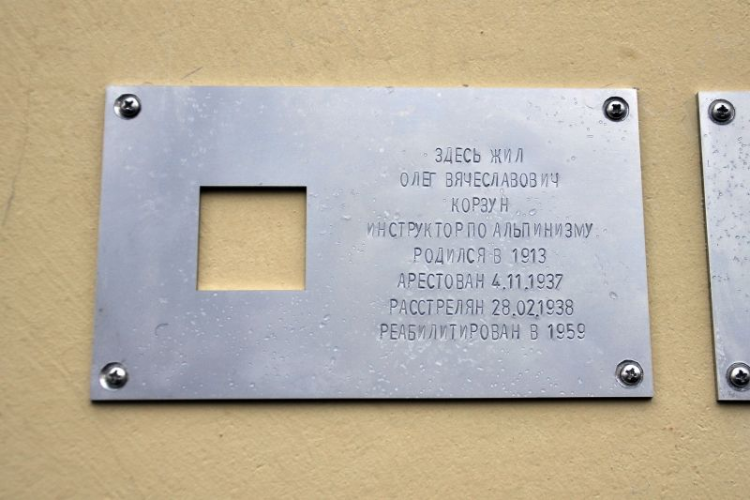 ЗДЕСЬ ЖИЛ
ОЛЕГ ВЯЧЕСЛАВОВИЧ
КОРЗУН
ИНСТРУКТОР ПО АЛЬПИНИЗМУ
РОДИЛСЯ В 1913
АРЕСТОВАН 4.11.1937
РАССТРЕЛЯН 28.02.1938
РЕАБИЛИТИРОВАН В 1959